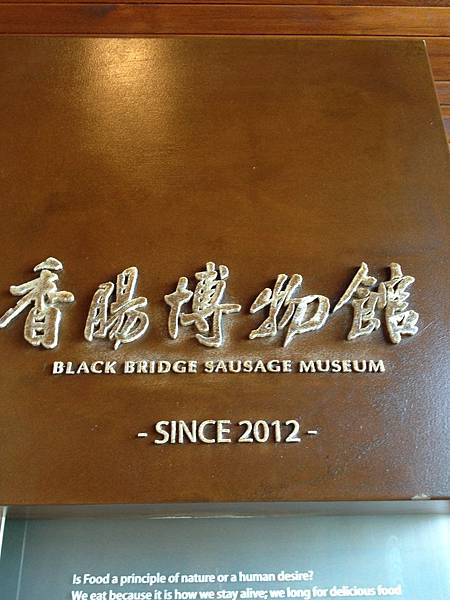 香腸博物館
BLACK BRIDGE SAUSAGE MUSEUM
- SINCE 2012 -
Is Food a principle of nature or a human desire?
We eat because it is how we stay alive; we long for delicious food